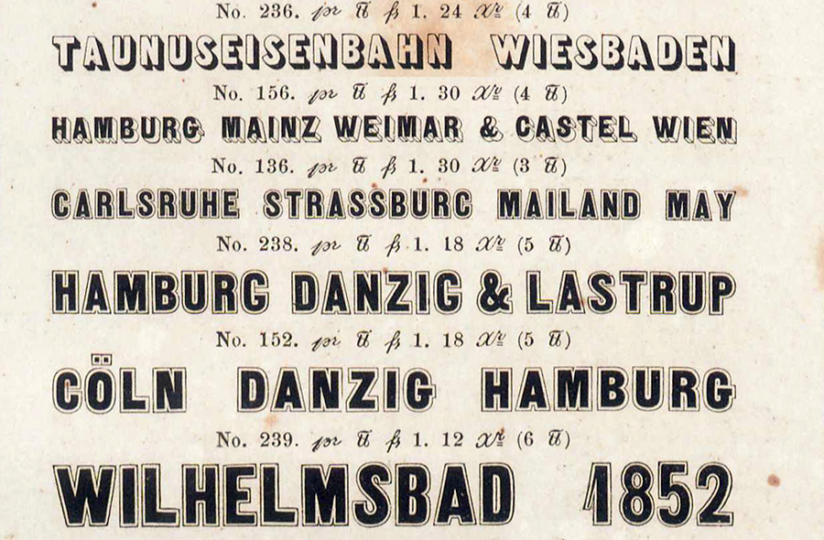 No. 236. pr ℔ fl 1. 24 Xr (4 ℔)
TAUNUSEISENBAHN WIESBADEN
No. 156. pr ℔ fl 1. 30 Xr (4 ℔)
HAMBURG MAINZ WEIMAR & CASTEL WIEN
No. 136. pr ℔ fl 1. 30 Xr (3 ℔)
CARLSRUHE STRASSBURG MAILAND MAY
No. 238. pr ℔ fl 1. 18 Xr (5 ℔)
HAMBURG DANZIG & LASTRUP
No. 152. pr ℔ fl 1. 18 Xr (5 ℔)
CÖLN DANZIG HAMBURG
No. 239. pr ℔ fl 1. 12 Xr (6 ℔)
WILHELMSBAD 1852